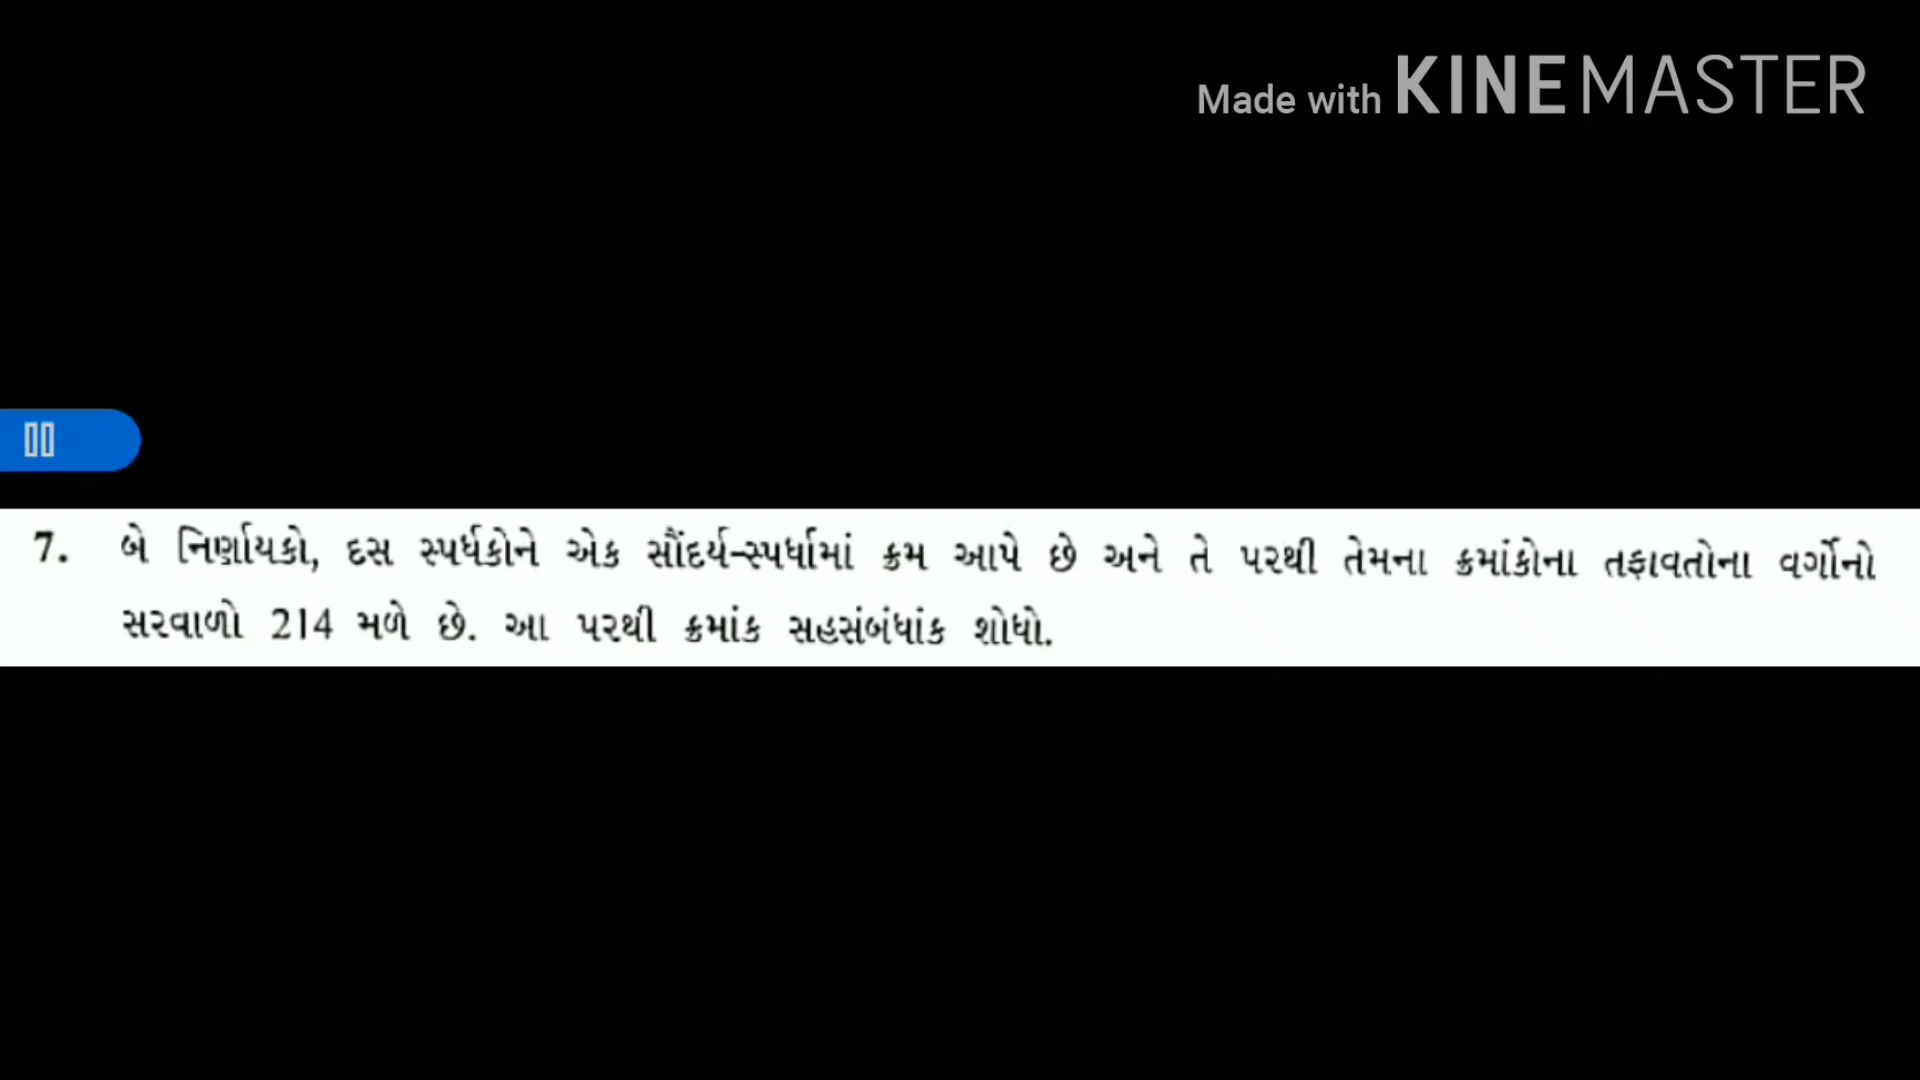 Made with KINEMASTER
7. બે નિર્ણાયકો, દસ સ્પર્ધકોને એક સૌંદર્ય-સ્પર્ધામાં ક્રમ આપે છે અને તે પરથી તેમના ક્રમાંકોના તફાવતોના વર્ગોનો
સરવાળો 214 મળે છે. આ પરથી ક્રમાંક સહસંબંધાંક શોધો.